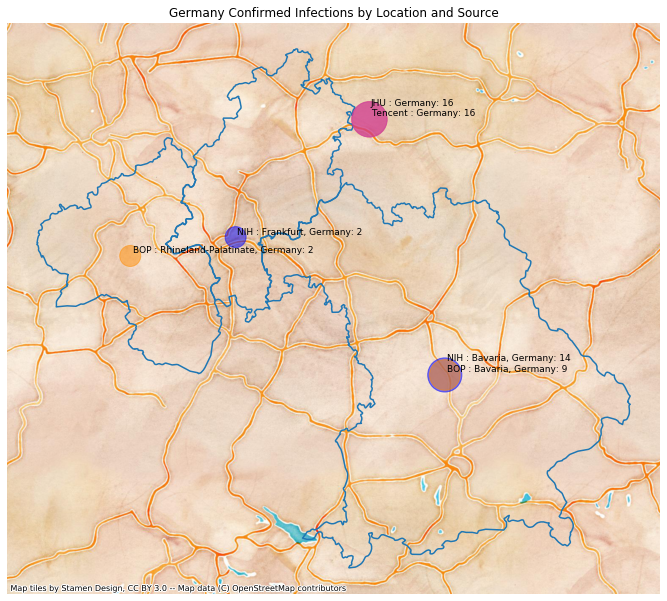 Germany Confirmed Infections by Location and Source
JHU : Germany: 16
Tencent : Germany: 16
NIH : Frankfurt, Germany: 2
BOP : Rhineland-Palatinate, Germany: 2
NIH : Bavaria, Germany: 14
BOP : Bavaria, Germany: 9
Map tiles by Stamen Design, CC BY 3.0 -- Map data (C) OpenStreetMap contributors